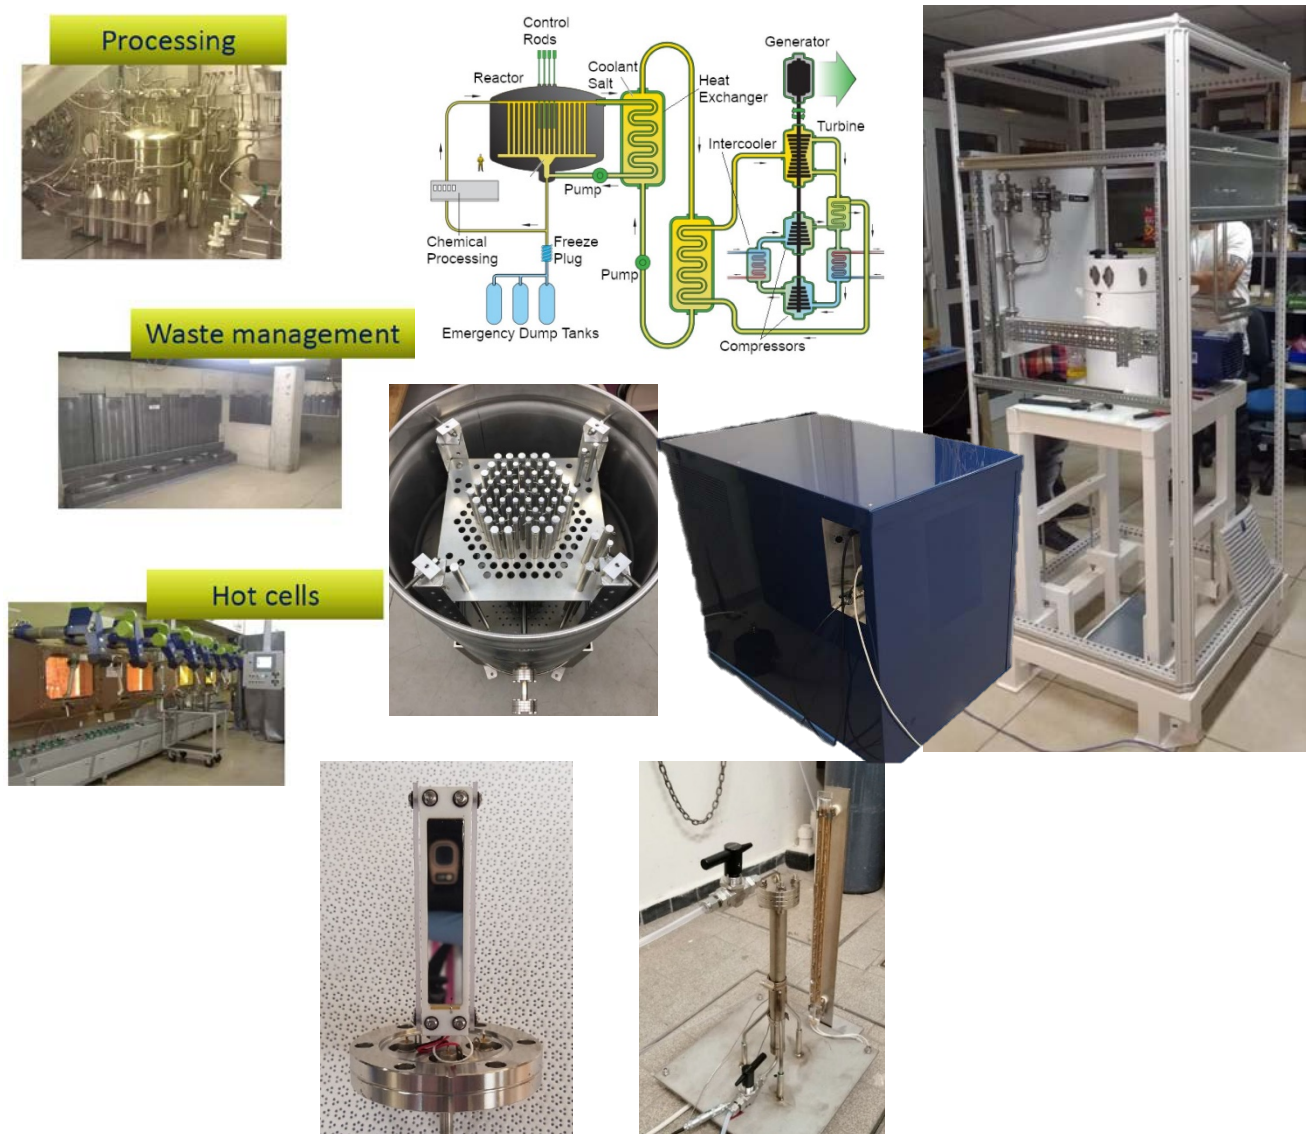 Processing
Waste management
Hot cells
Control
Rods
Reactor
Coolant
Salt
Heat
Exchanger
Generator
Turbine
Intercooler
Pump
Chemical
Processing
Freeze
Plug
Pump
Emergency Dump Tanks
Compressors